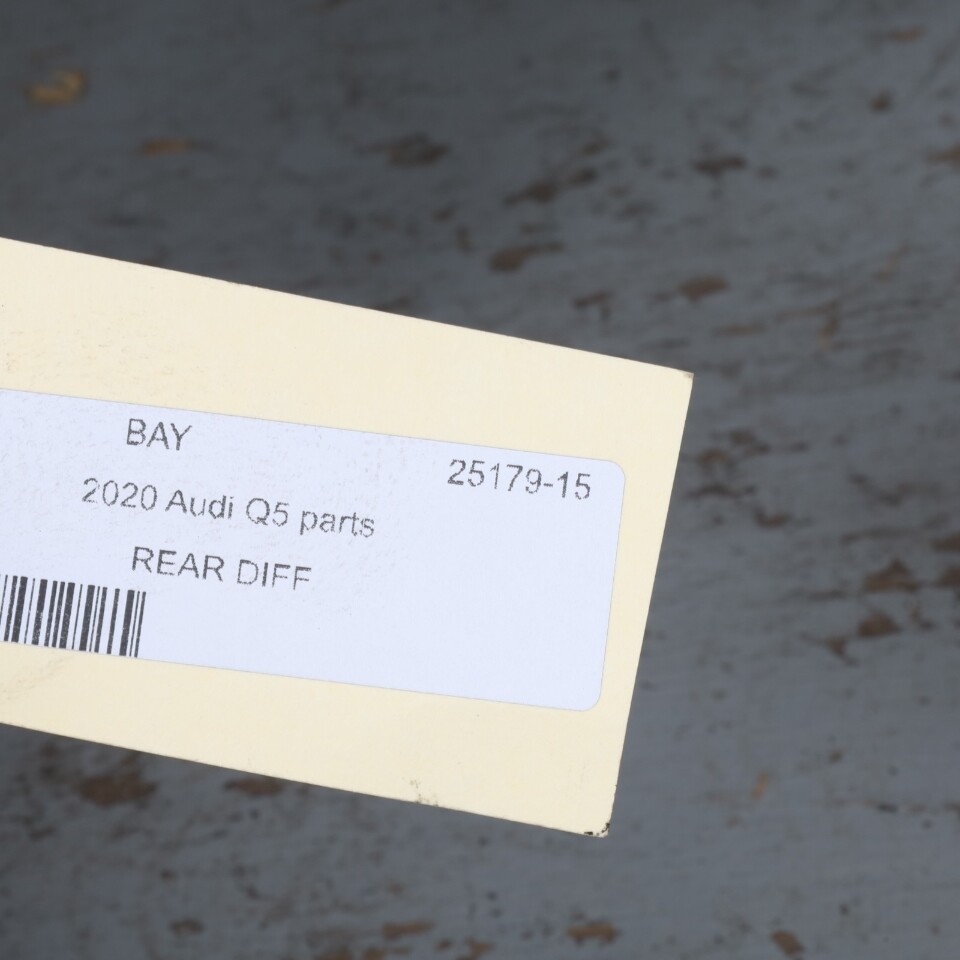 BAY
25179-15
2020 Audi Q5 parts
REAR DIFF